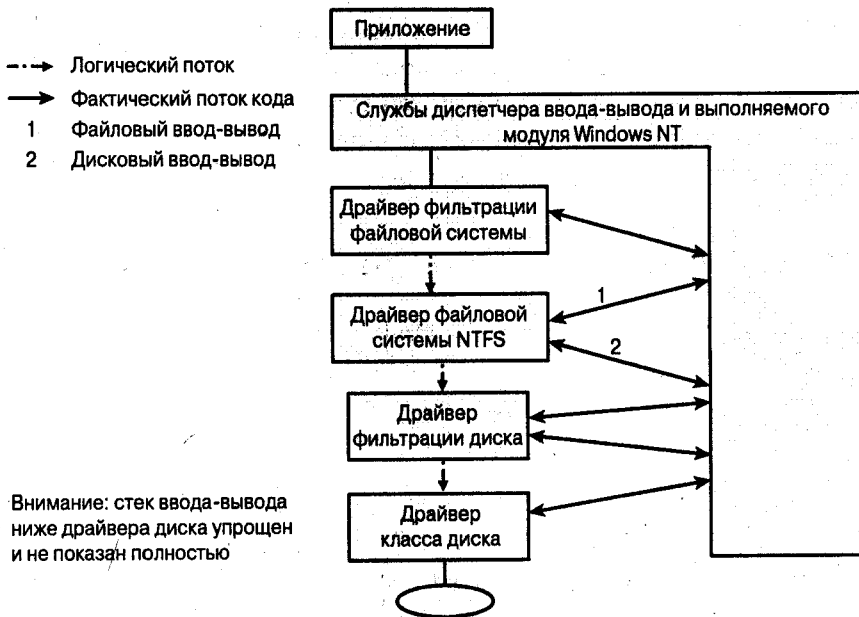 Приложение
Логический поток
Фактический поток кода
1 Файловый ввод-вывод
2 Дисковый ввод-вывод
Службы диспетчера ввода-вывода и выполняемого
модуля Windows NT
Драйвер фильтрации
файловой системы
1
Драйвер файловой
системы NTFS
2
Драйвер
фильтрации диска
Внимание: стек ввода-вывода
ниже драйвера диска упрощен
и не показан полностью
Драйвер
класса диска